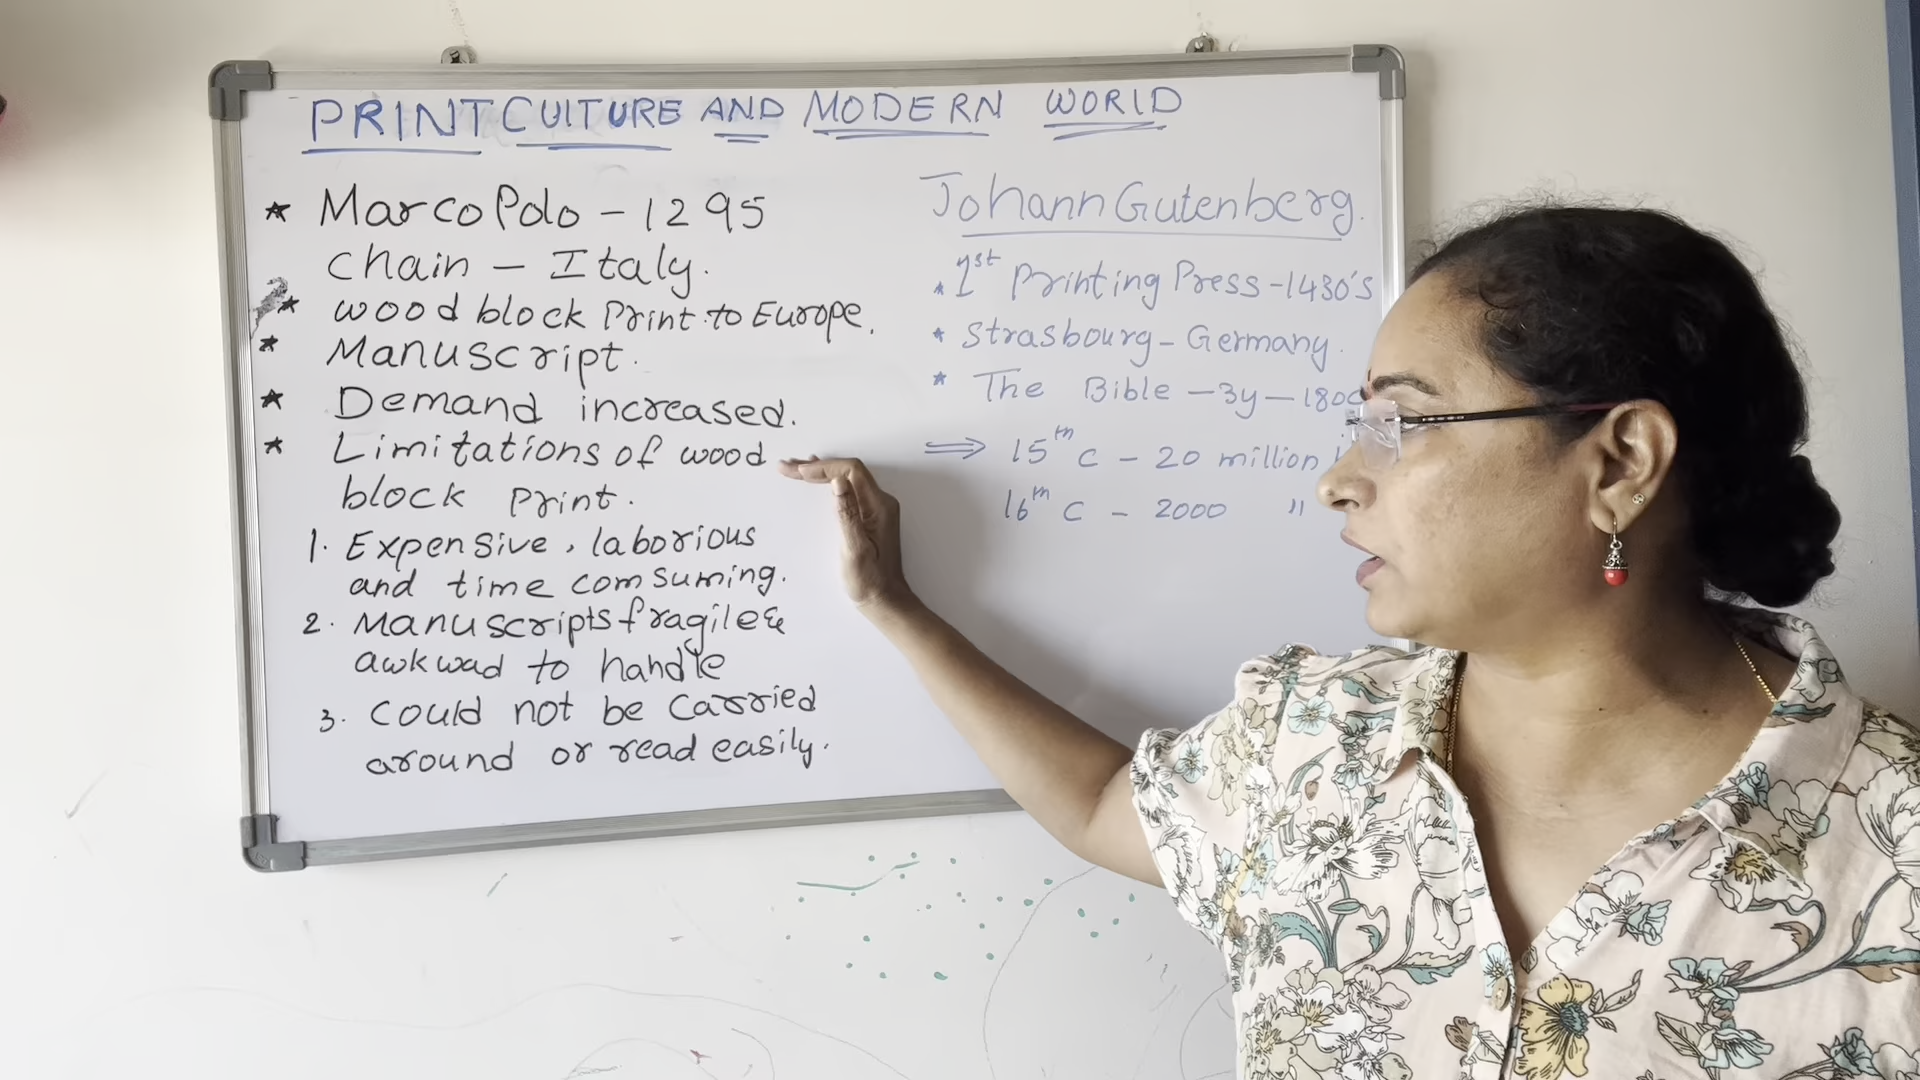 PRINT CULTURE AND MODERN WORLD
* Marco Polo - 1295
chain - Italy.
* wood block Print to Europe.
* Manuscript.
* Demand increased.
* Limitations of wood
block print.
1. Expensive, laborious
and time comsuming.
2. Manuscripts fragile &
awkwad to handle
3. could not be carried
around or read easily.
Johann Gutenberg.
* 1st Printing Press - 1430's
* Strasbourg - Germany.
* The Bible - 3y - 180
⇒ 15th C - 20 million
16th C - 2000 "